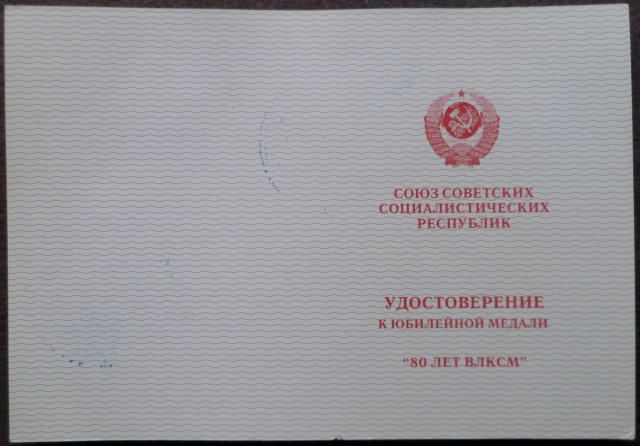 СОЮЗ СОВЕТСКИХ
СОЦИАЛИСТИЧЕСКИХ
РЕСПУБЛИК
УДОСТОВЕРЕНИЕ
К ЮБИЛЕЙНОЙ МЕДАЛИ
"80 ЛЕТ ВЛКСМ"